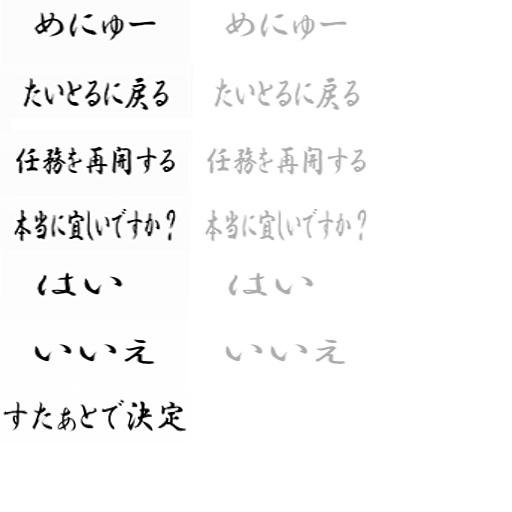 めにゅー めにゅー
たいとるに戻る たいとるに戻る
任務を再開する 任務を再開する
本当に宜しいですか? 本当に宜しいですか?
はい はい
いいえ いいえ
すたぁとで決定